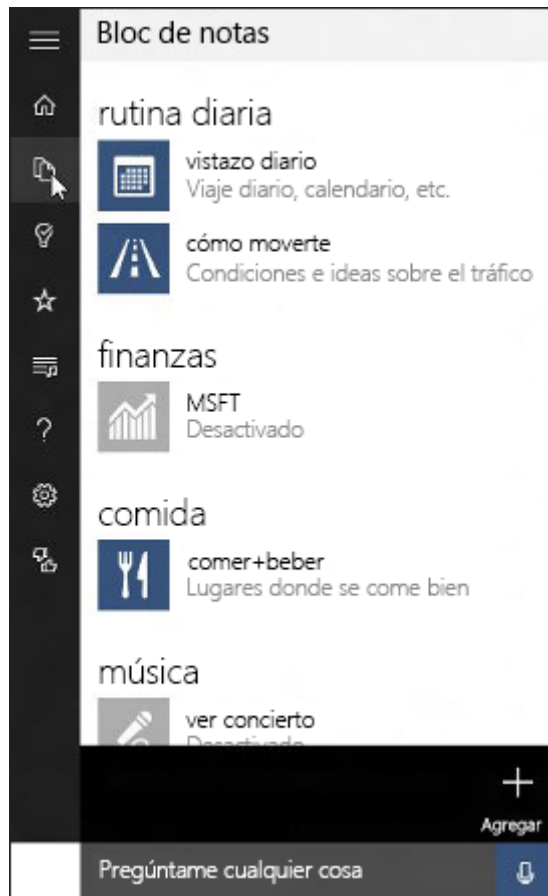 Bloc de notas
rutina diaria
vistazo diario
Viaje diario, calendario, etc.
cómo moverte
Condiciones e ideas sobre el tráfico
finanzas
MSFT
Desactivado
comida
comer+beber
Lugares donde se come bien
música
ver concierto
Desactivado
Agregar
Pregúntame cualquier cosa